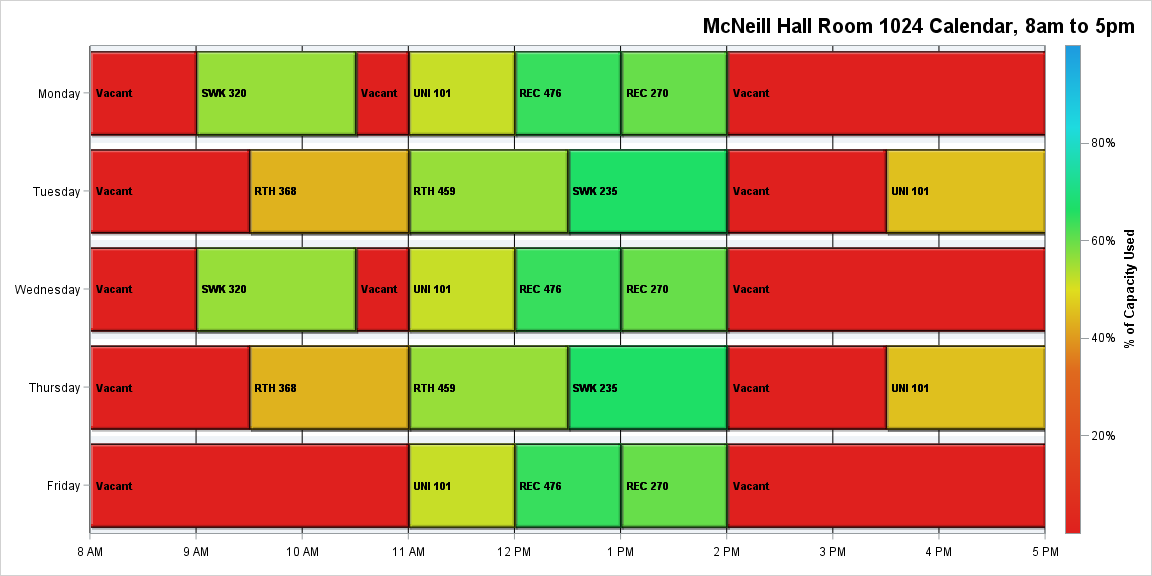 McNeill Hall Room 1024 Calendar, 8am to 5pm
Monday
Vacant
SWK 320
Vacant
UNI 101
REC 476
REC 270
Vacant
Tuesday
Vacant
RTH 368
RTH 459
SWK 235
Vacant
UNI 101
Wednesday
Vacant
SWK 320
Vacant
UNI 101
REC 476
REC 270
Vacant
Thursday
Vacant
RTH 368
RTH 459
SWK 235
Vacant
UNI 101
Friday
Vacant
UNI 101
REC 476
REC 270
Vacant
8 AM
9 AM
10 AM
11 AM
12 PM
1 PM
2 PM
3 PM
4 PM
5 PM
80%
60%
40%
20%
% of Capacity Used